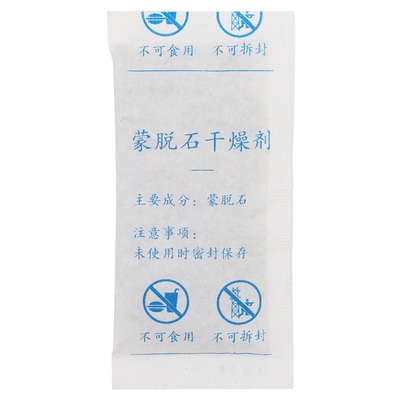 不可食用 不可拆封
蒙脱石干燥剂
主要成分：蒙脱石
注意事项：
未使用时密封保存
不可食用 不可拆封